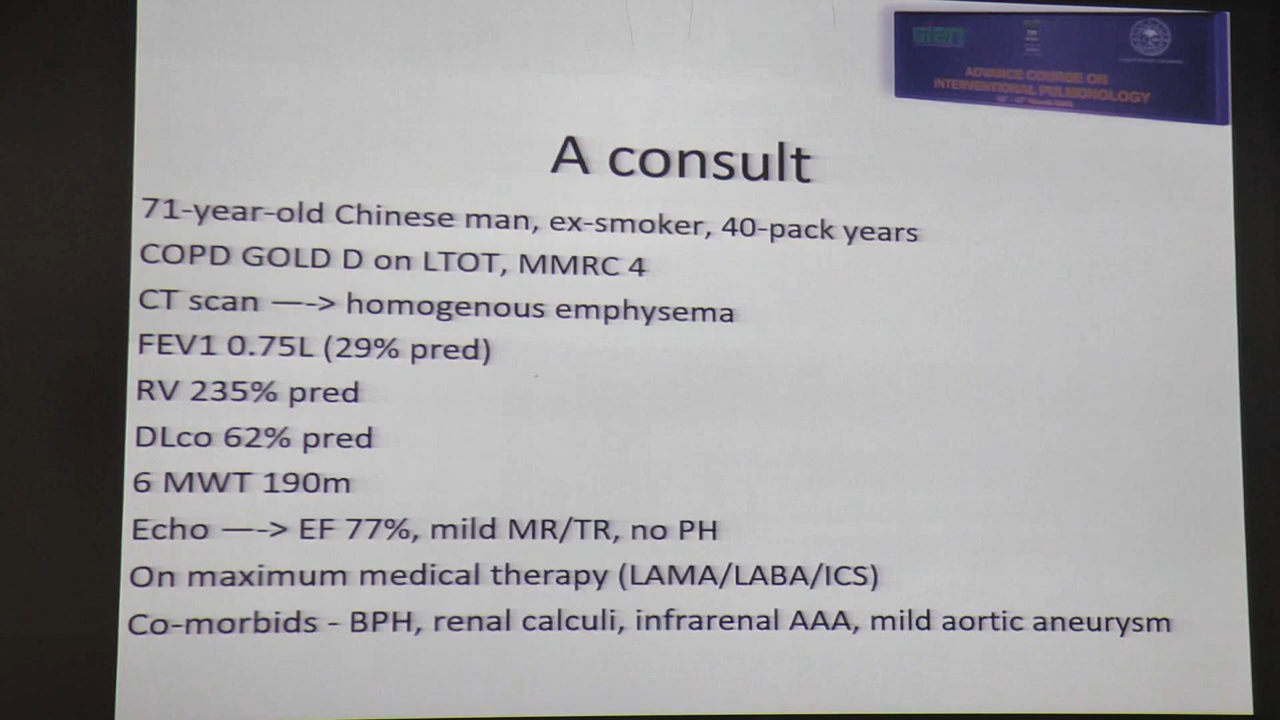 ADVANCE COURSE ON
INTERVENTIONAL PULMONOLOGY
A consult
71-year-old Chinese man, ex-smoker, 40-pack years
COPD GOLD D on LTOT, MMRC 4
CT scan —-> homogenous emphysema
FEV1 0.75L (29% pred)
RV 235% pred
DLco 62% pred
6 MWT 190m
Echo —-> EF 77%, mild MR/TR, no PH
On maximum medical therapy (LAMA/LABA/ICS)
Co-morbids - BPH, renal calculi, infrarenal AAA, mild aortic aneurysm